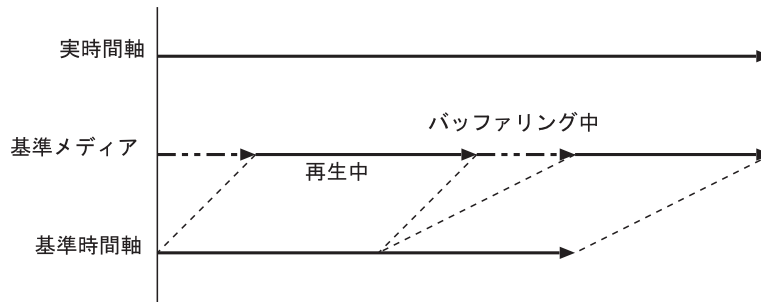 実時間軸
バッファリング中
基準メディア
再生中
基準時間軸